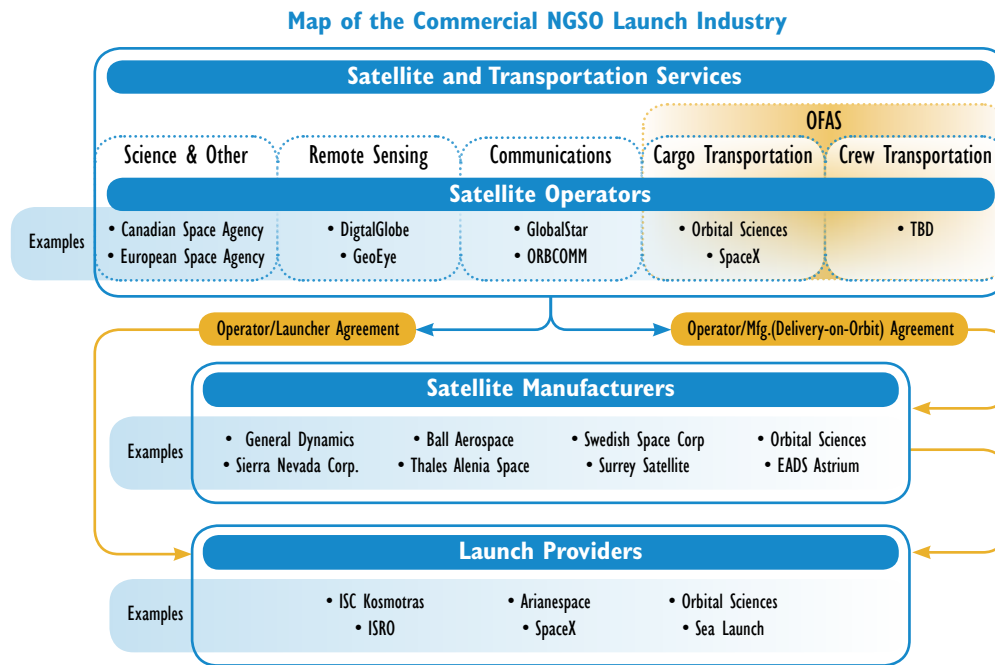 Map of the Commercial NGSO Launch Industry
Satellite and Transportation Services
OFAS
Science & Other
Remote Sensing
Communications
Cargo Transportation
Crew Transportation
Satellite Operators
Examples
• Canadian Space Agency
• European Space Agency
• DigtalGlobe
• GeoEye
• GlobalStar
• ORBCOMM
• Orbital Sciences
• SpaceX
• TBD
Operator/Launcher Agreement
Operator/Mfg.(Delivery-on-Orbit) Agreement
Satellite Manufacturers
Examples
• General Dynamics
• Sierra Nevada Corp.
• Ball Aerospace
• Thales Alenia Space
• Swedish Space Corp
• Surrey Satellite
• Orbital Sciences
• EADS Astrium
Launch Providers
Examples
• ISC Kosmotras
• ISRO
• Arianespace
• SpaceX
• Orbital Sciences
• Sea Launch